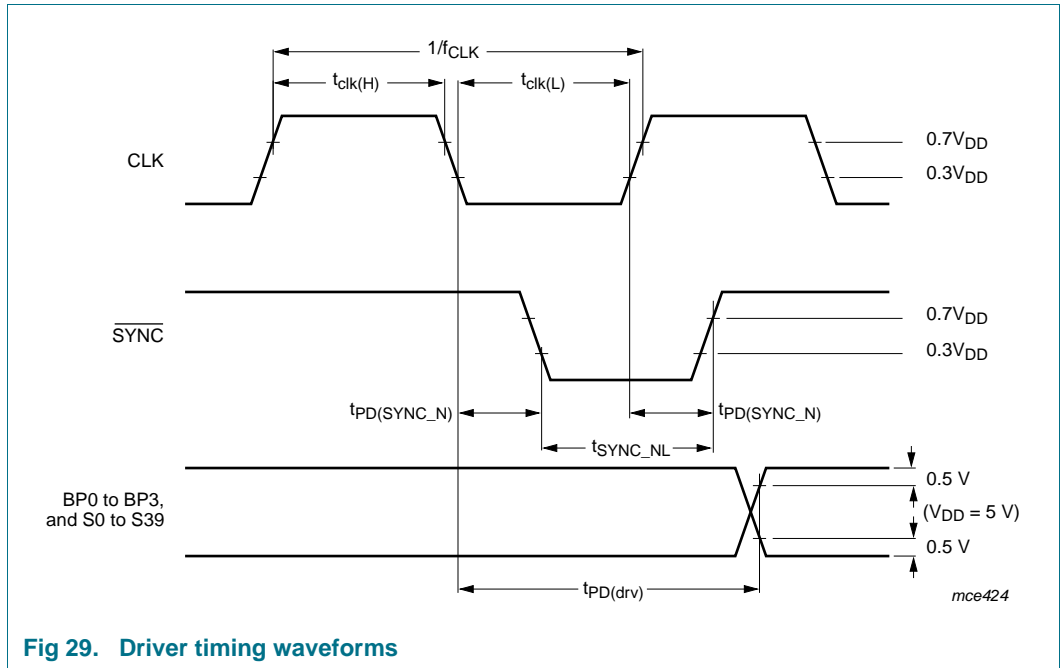 1/fCLK
tclk(H)
tclk(L)
CLK
0.7VDD
0.3VDD
SYNC
0.7VDD
0.3VDD
tPD(SYNC_N)
tPD(SYNC_N)
tSYNC_NL
BP0 to BP3,
and S0 to S39
0.5 V
(VDD = 5 V)
0.5 V
tPD(drv)
mce424
Fig 29. Driver timing waveforms